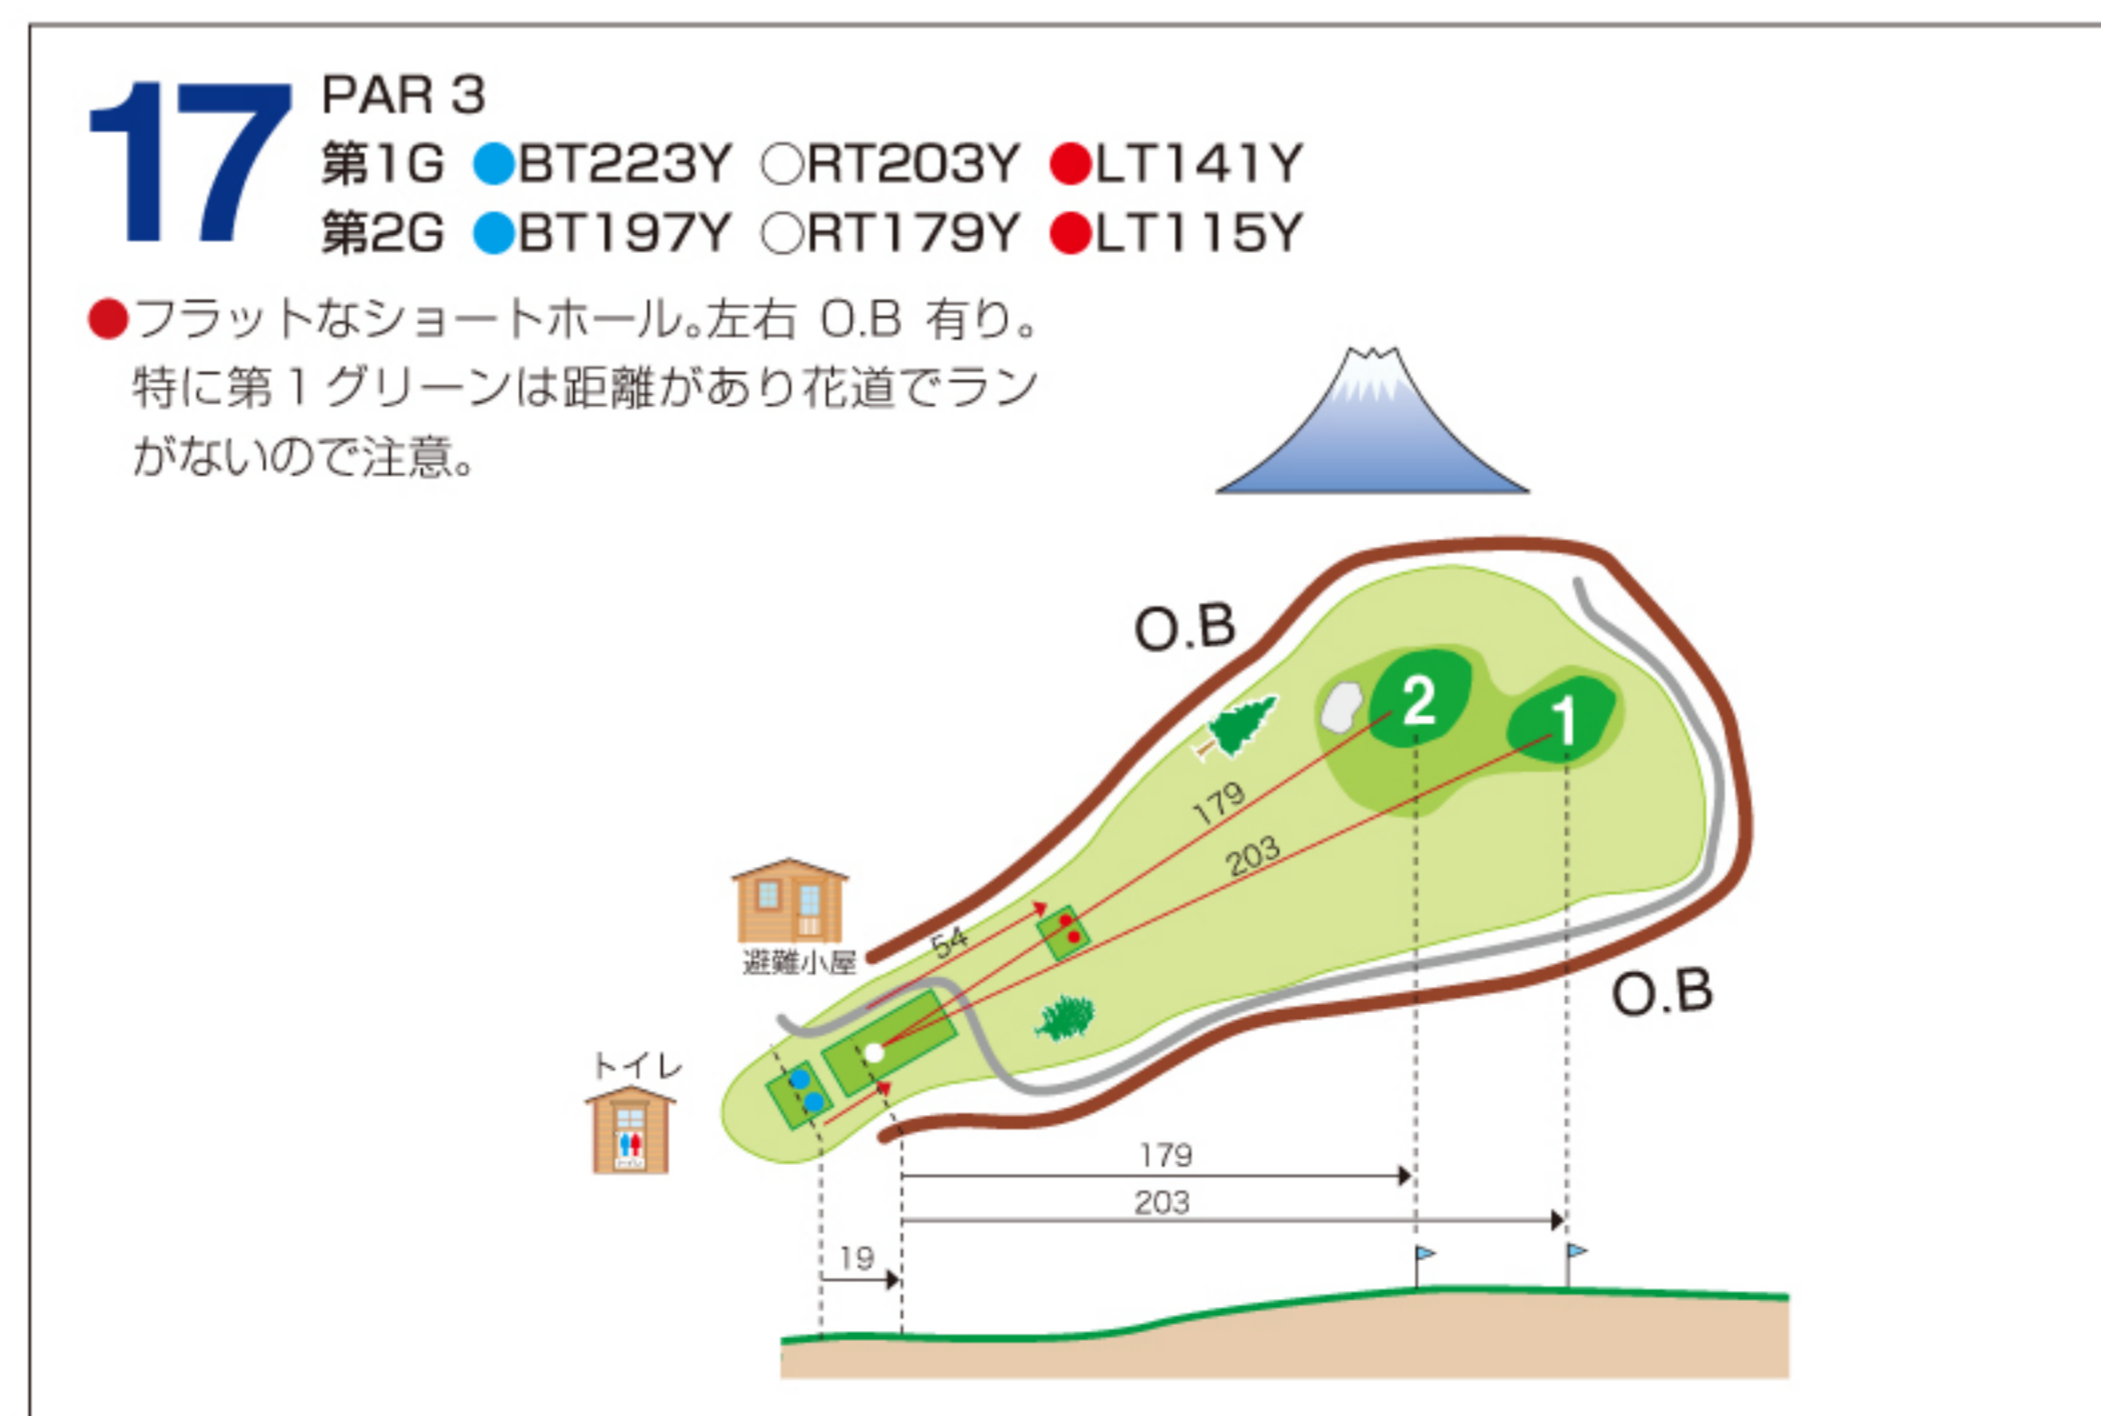 17
PAR 3
第1G ●BT223Y ○RT203Y ●LT141Y
第2G ●BT197Y ○RT179Y ●LT115Y
●フラットなショートホール。左右 O.B 有り。
特に第1グリーンは距離があり花道でラン
がないので注意。
O.B
2
1
179
203
54
避難小屋
O.B
トイレ
179
203
19